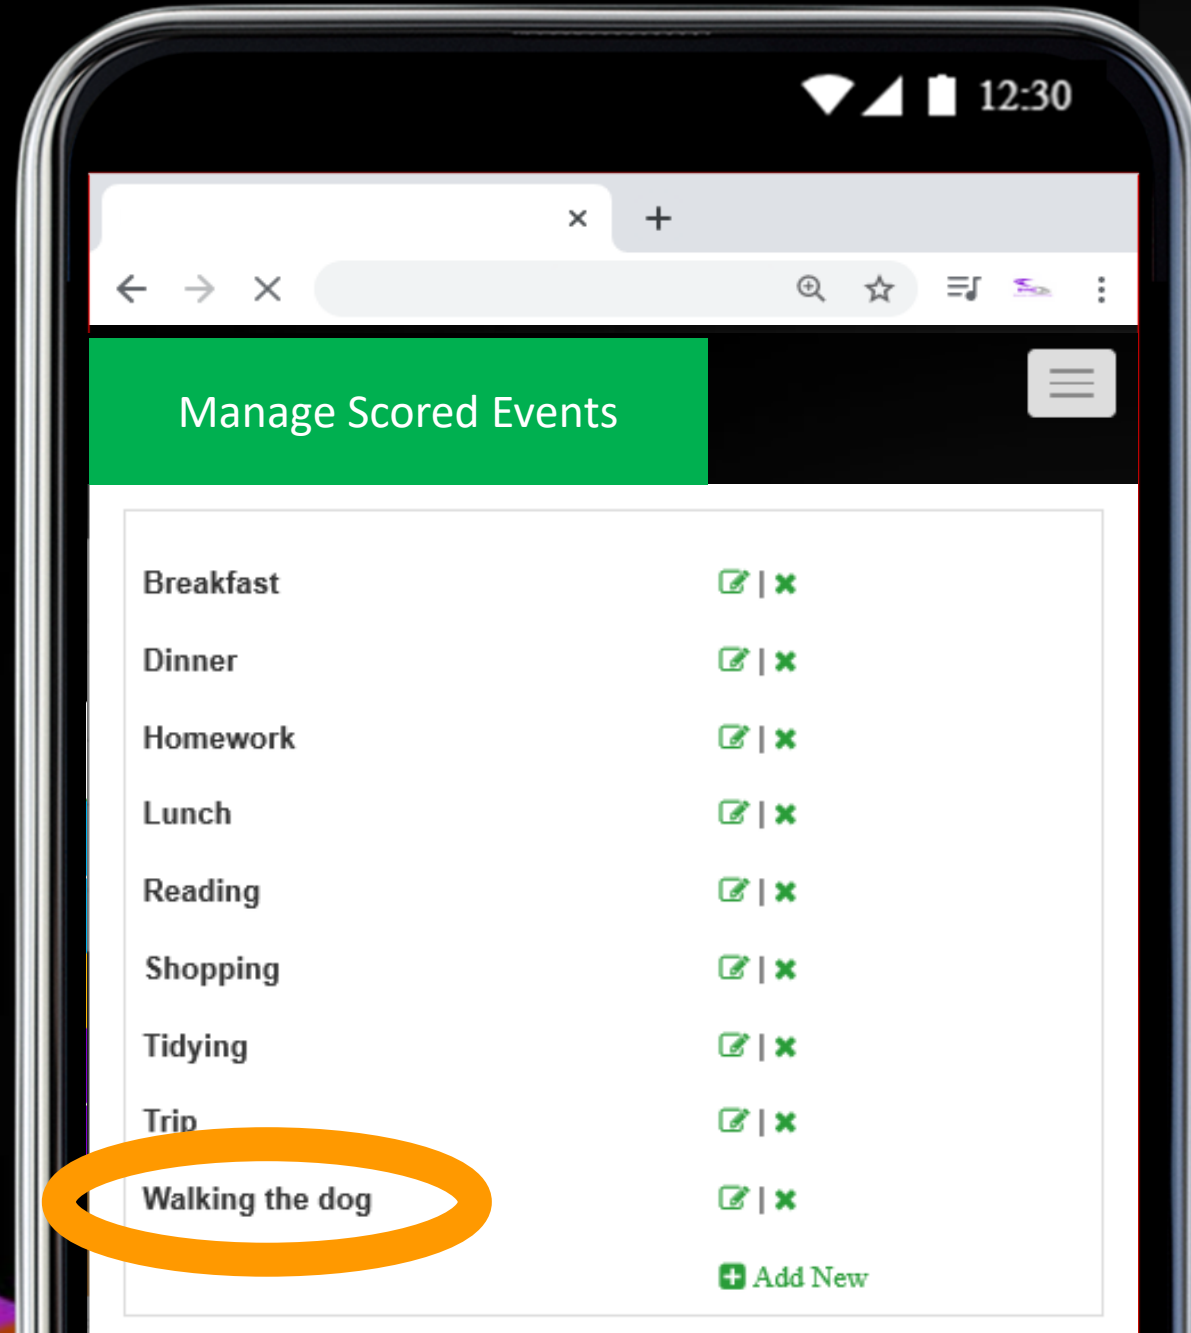 12:30
Manage Scored Events
Breakfast
Dinner
Homework
Lunch
Reading
Shopping
Tidying
Trip
Walking the dog
Add New